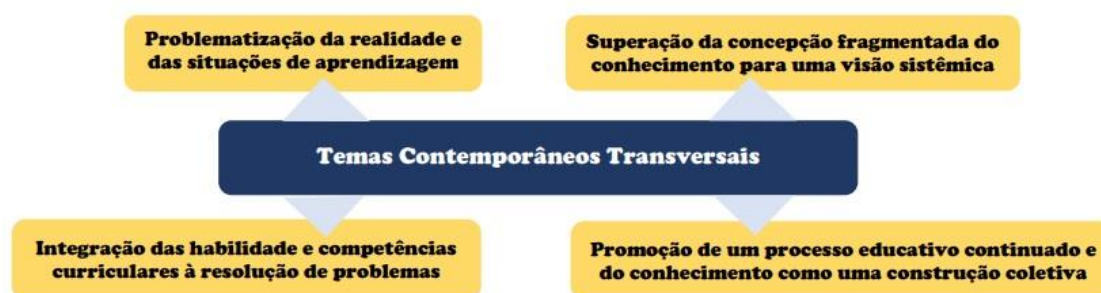 Problematização da realidade e
das situações de aprendizagem
Superação da concepção fragmentada do
conhecimento para uma visão sistêmica
Temas Contemporâneos Transversais
Integração das habilidade e competências
curriculares à resolução de problemas
Promoção de um processo educativo continuado e
do conhecimento como uma construção coletiva